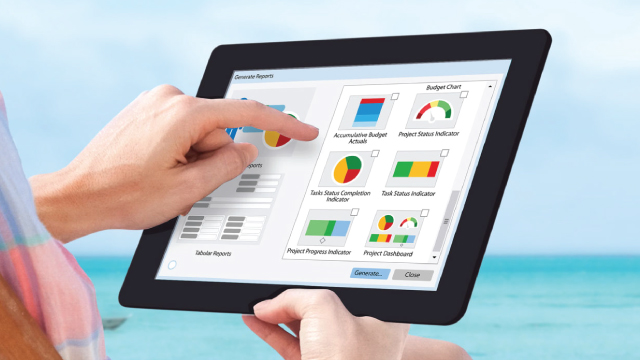 Generate Reports
Budget Chart
Accumulative Budget
Actuals
Project Status Indicator
Tasks Status Completion
Indicator
Task Status Indicator
Project Progress Indicator
Project Dashboard
Tabular Reports
Generate...
Close